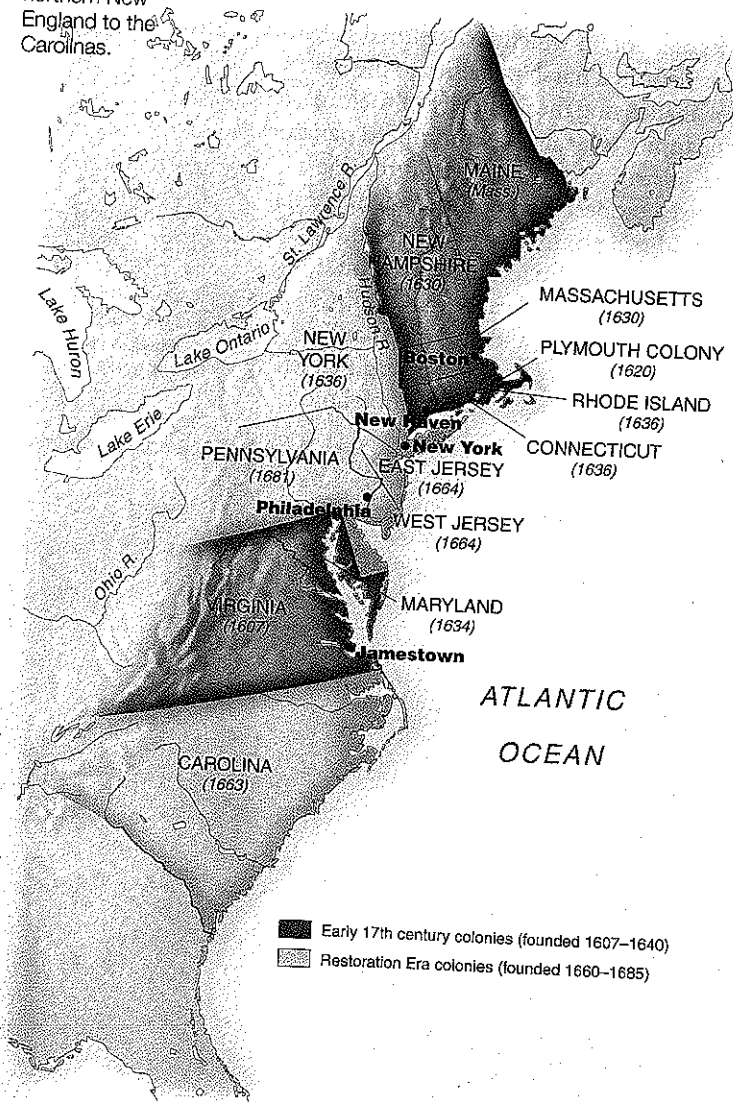 England to the
Carolinas.
St. Lawrence R.
MAINE
(Mass.)
NEW
HAMPSHIRE
(1630)
Lake Huron
Lake Ontario
Hudson R.
MASSACHUSETTS
(1630)
NEW
YORK
(1636)
Boston
PLYMOUTH COLONY
(1620)
RHODE ISLAND
(1636)
Lake Erie
New Haven
New York
CONNECTICUT
(1636)
PENNSYLVANIA
(1681)
EAST JERSEY
(1664)
Philadelphia
WEST JERSEY
(1664)
Ohio R.
VIRGINIA
(1607)
MARYLAND
(1634)
Jamestown
ATLANTIC
OCEAN
CAROLINA
(1663)
Early 17th century colonies (founded 1607–1640)
Restoration Era colonies (founded 1660–1685)